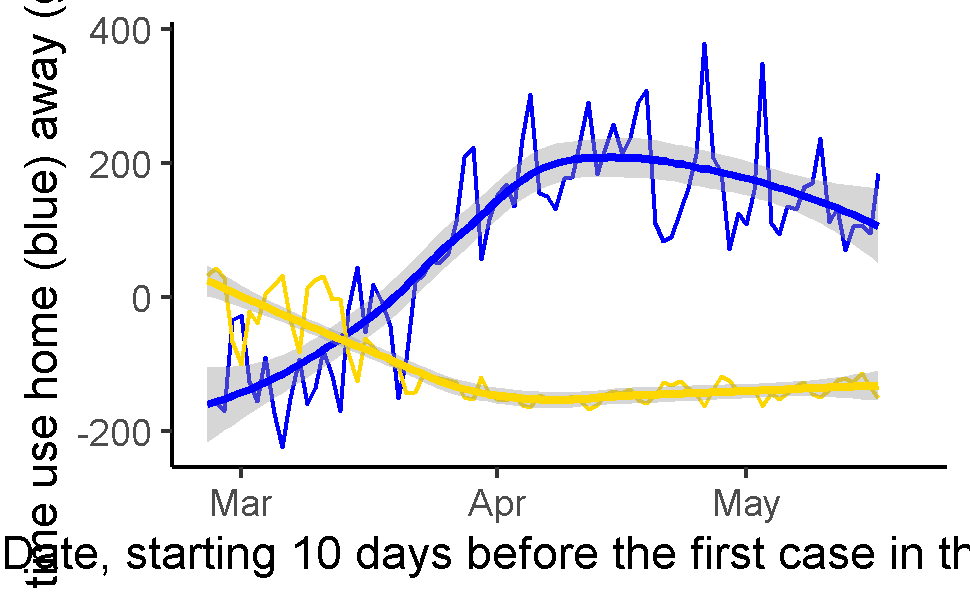 time use home (blue) away (
400
200
0
-200
Mar Apr May
Date, starting 10 days before the first case in th